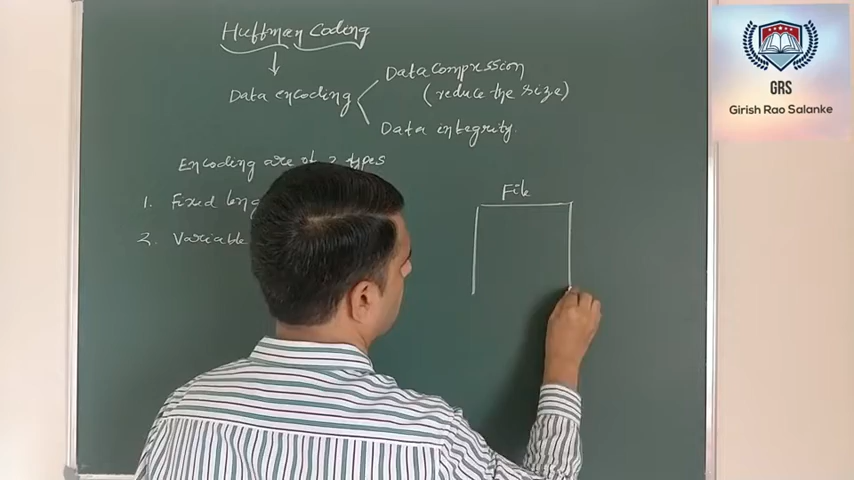 Huffman Coding
Data encoding
Data Compression
(reduce the size)
Data integrity.
Encoding are of 2 types
1. Fixed
2. Variable
File
GRS
Girish Rao Salanke